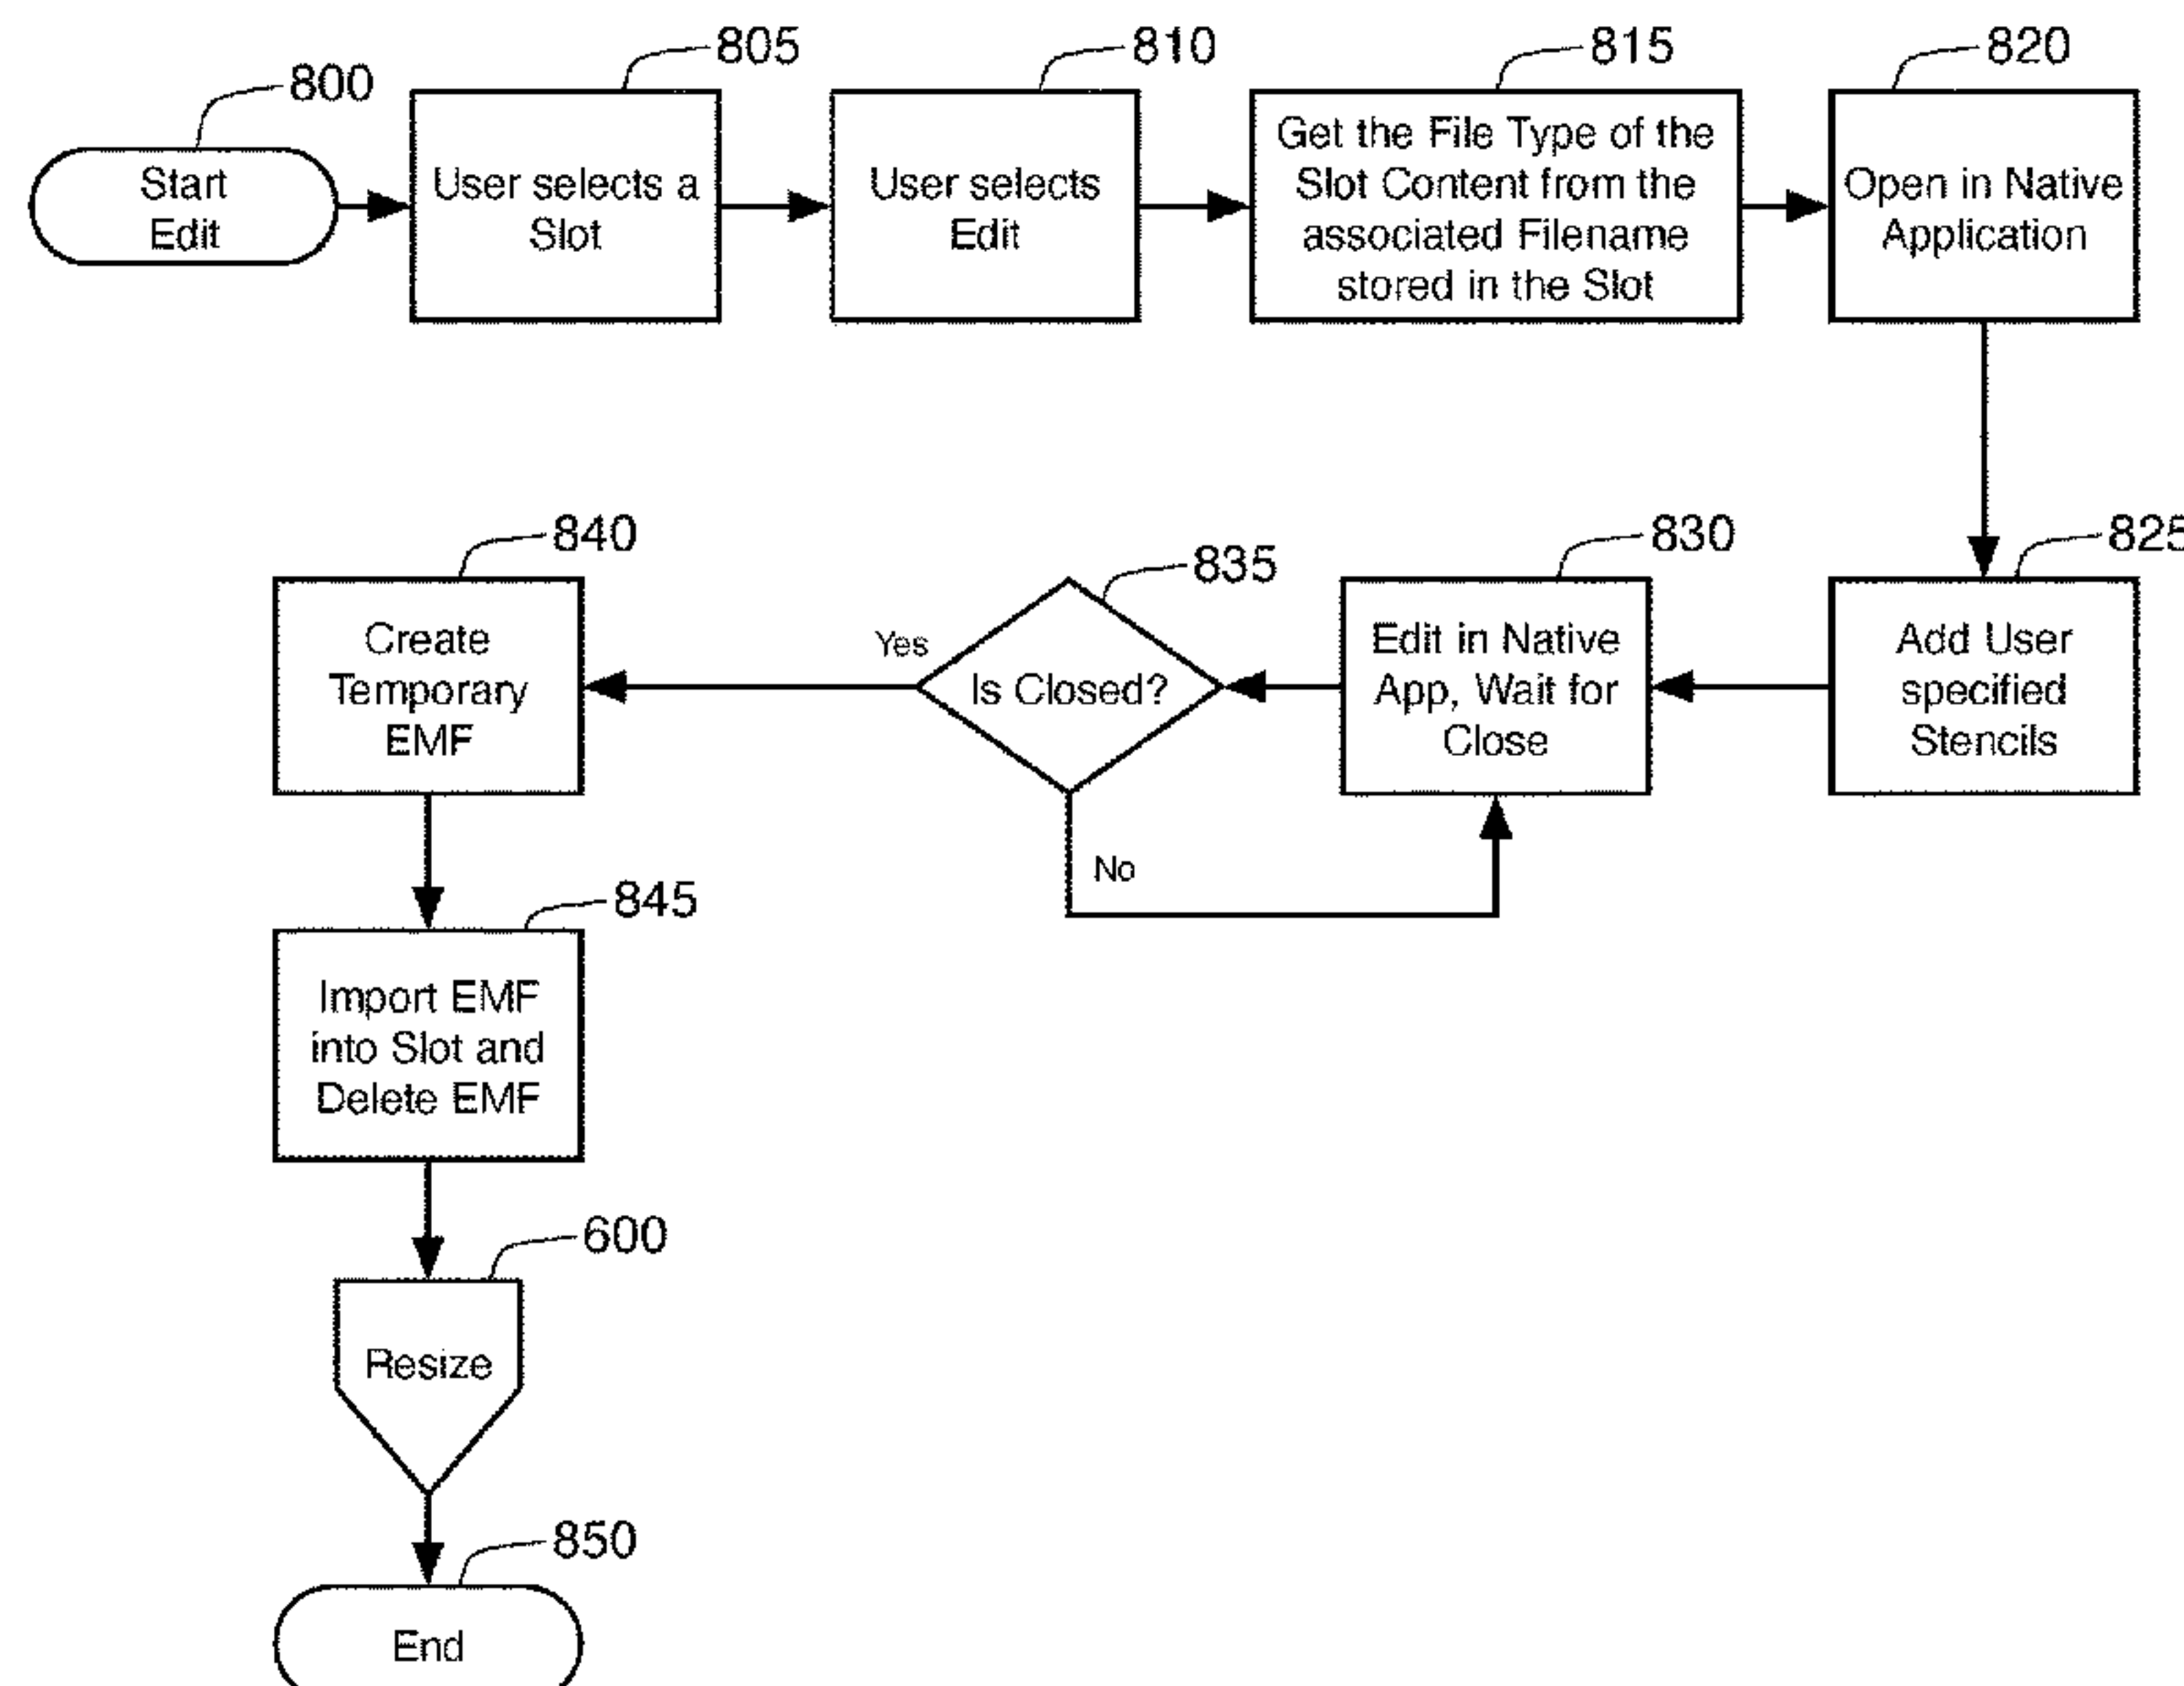 800
Start
Edit
805
User selects a
Slot
810
User selects
Edit
815
Get the File Type of the
Slot Content from the
associated Filename
stored in the Slot
820
Open in Native
Application
825
Add User
specified
Stencils
830
Edit in Native
App, Wait for
Close
835
Is Closed?
Yes
No
840
Create
Temporary
EMF
845
Import EMF
into Slot and
Delete EMF
600
Resize
850
End